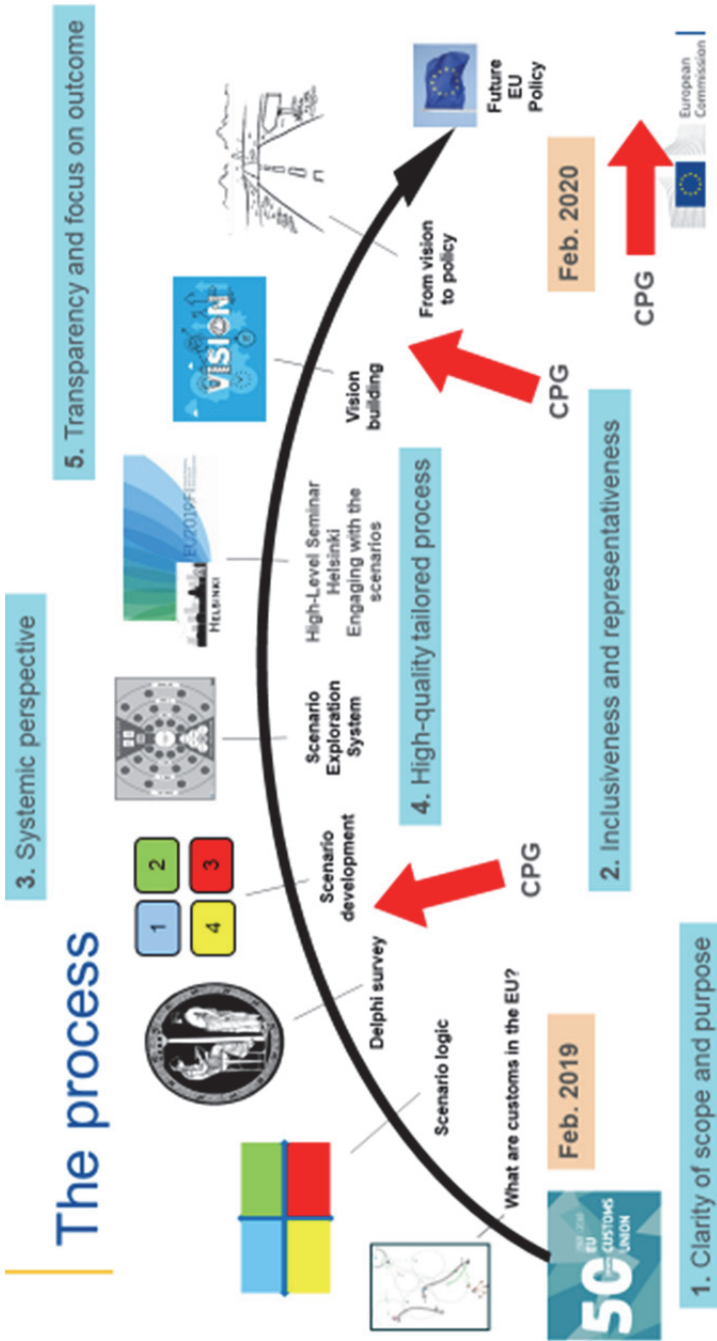 The process
3. Systemic perspective
5. Transparency and focus on outcome
1
2
4
3
HELSINKI
EU2019FI
VISION
What are customs in the EU?
Scenario logic
Delphi survey
Scenario
development
Scenario
Exploration
System
High-Level Seminar
Helsinki
Engaging with the
scenarios
Vision
building
From vision
to policy
Future
EU
Policy
50
EU
CUSTOMS
UNION
Feb. 2019
CPG
4. High-quality tailored process
CPG
Feb. 2020
CPG
1. Clarity of scope and purpose
2. Inclusiveness and representativeness
European
Commission